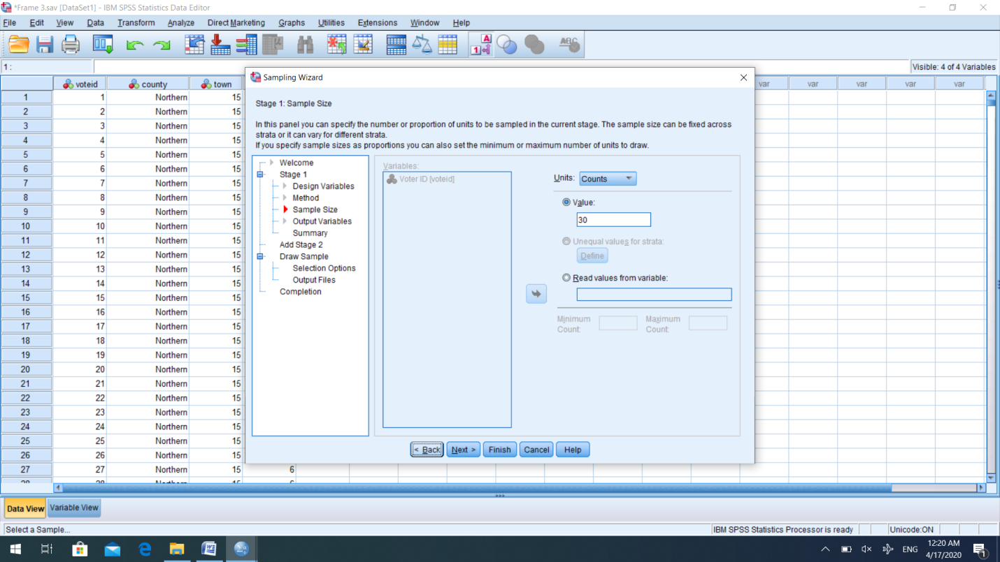 *Frame 3.sav [DataSet1] - IBM SPSS Statistics Data Editor
File Edit View Data Transform Analyze Direct Marketing Graphs Utilities Extensions Window Help
1 :
Visible: 4 of 4 Variables
voteid county town var var var var var
1 1 Northern 15
2 2 Northern 15
3 3 Northern 15
4 4 Northern 15
5 5 Northern 15
6 6 Northern 15
7 7 Northern 15
8 8 Northern 15
9 9 Northern 15
10 10 Northern 15
11 11 Northern 15
12 12 Northern 15
13 13 Northern 15
14 14 Northern 15
15 15 Northern 15
16 16 Northern 15
17 17 Northern 15
18 18 Northern 15
19 19 Northern 15
20 20 Northern 15
21 21 Northern 15
22 22 Northern 15
23 23 Northern 15
24 24 Northern 15
25 25 Northern 15
26 26 Northern 15
27 27 Northern 15 6
Sampling Wizard
Stage 1: Sample Size
In this panel you can specify the number or proportion of units to be sampled in the current stage. The sample size can be fixed across
strata or it can vary for different strata.
If you specify sample sizes as proportions you can also set the minimum or maximum number of units to draw.
Welcome
Stage 1
Design Variables
Method
Sample Size
Output Variables
Summary
Add Stage 2
Draw Sample
Selection Options
Output Files
Completion
Variables:
Voter ID [voteid]
Units: Counts
Value:
30
Unequal values for strata:
Define
Read values from variable:
Minimum
Count:
Maximum
Count:
< Back Next > Finish Cancel Help
Data View Variable View
Select a Sample...
IBM SPSS Statistics Processor is ready
Unicode:ON
ENG
12:20 AM
4/17/2020
1